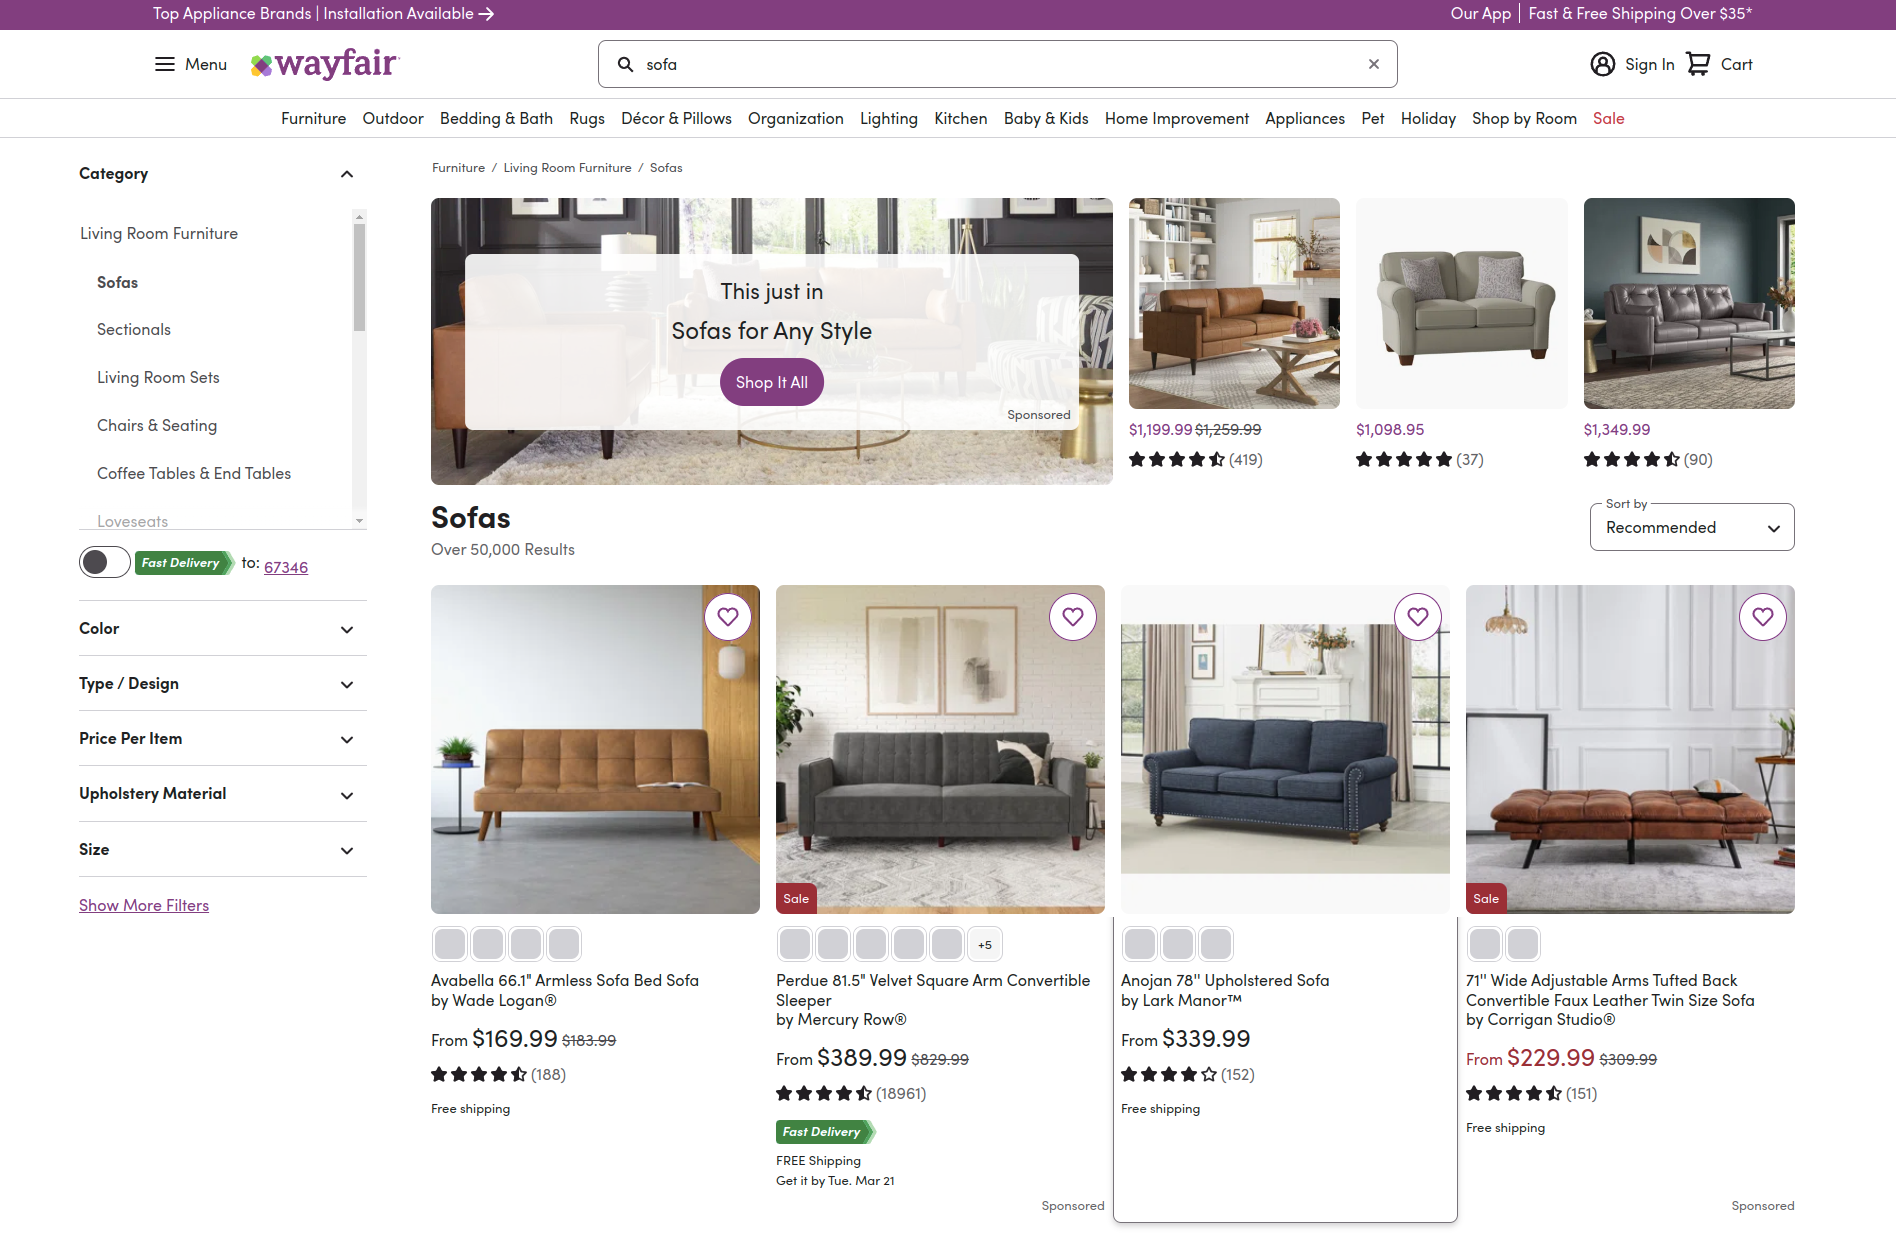 Top Appliance Brands | Installation Available
Our App
Fast & Free Shipping Over $35*
Menu
wayfair
sofa
Sign In
Cart
Furniture Outdoor Bedding & Bath Rugs Décor & Pillows Organization Lighting Kitchen Baby & Kids Home Improvement Appliances Pet Holiday Shop by Room Sale
Category
Living Room Furniture
Sofas
Sectionals
Living Room Sets
Chairs & Seating
Coffee Tables & End Tables
Loveseats
Fast Delivery to: 67346
Color
Type / Design
Price Per Item
Upholstery Material
Size
Show More Filters
Furniture / Living Room Furniture / Sofas
This just in
Sofas for Any Style
Shop It All
Sponsored
$1,199.99 $1,259.99
(419)
$1,098.95
(37)
$1,349.99
(90)
Sofas
Over 50,000 Results
Sort by
Recommended
Avabella 66.1" Armless Sofa Bed Sofa
by Wade Logan®
From $169.99 $183.99
(188)
Free shipping
Sale
+5
Perdue 81.5" Velvet Square Arm Convertible
Sleeper
by Mercury Row®
From $389.99 $829.99
(18961)
Fast Delivery
FREE Shipping
Get it by Tue. Mar 21
Sponsored
Anojan 78'' Upholstered Sofa
by Lark Manor™
From $339.99
(152)
Free shipping
Sale
71'' Wide Adjustable Arms Tufted Back
Convertible Faux Leather Twin Size Sofa
by Corrigan Studio®
From $229.99 $309.99
(151)
Free shipping
Sponsored